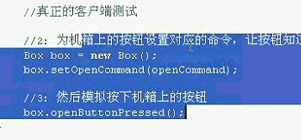 //真正的客户端测试
//2：为机箱上的按钮设置对应的命令，让按钮知
Box box = new Box();
box.setOpenCommand(openCommand);
//3：然后模拟按下机箱上的按钮
box.openButtonPressed();